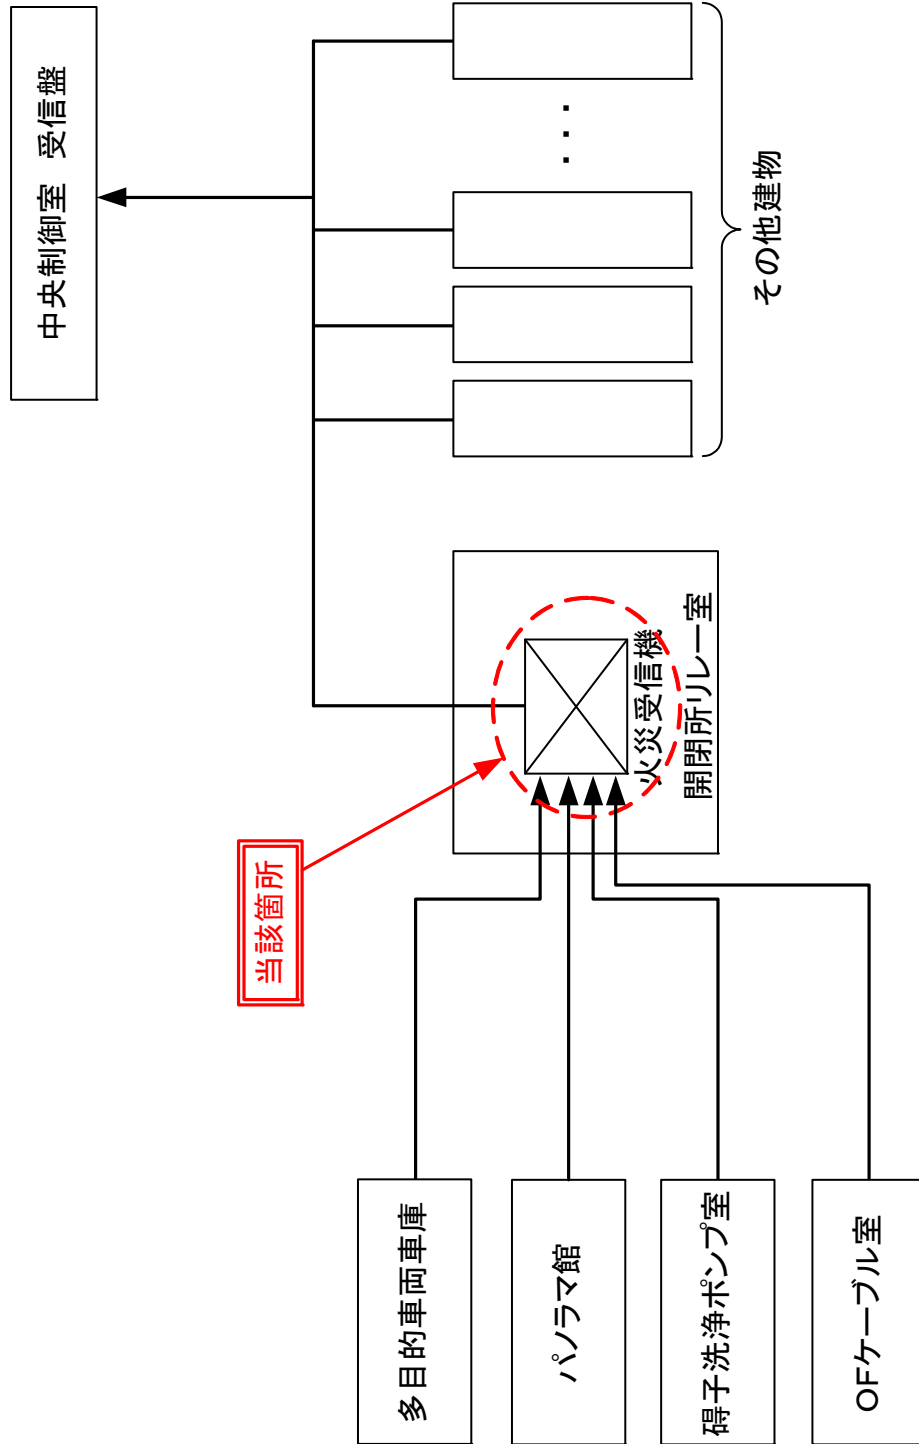 中央制御室 受信盤
・・・
その他建物
当該箇所
火災受信機
開閉所リレー室
多目的車両車庫
パノラマ館
碍子洗浄ポンプ室
OFケーブル室